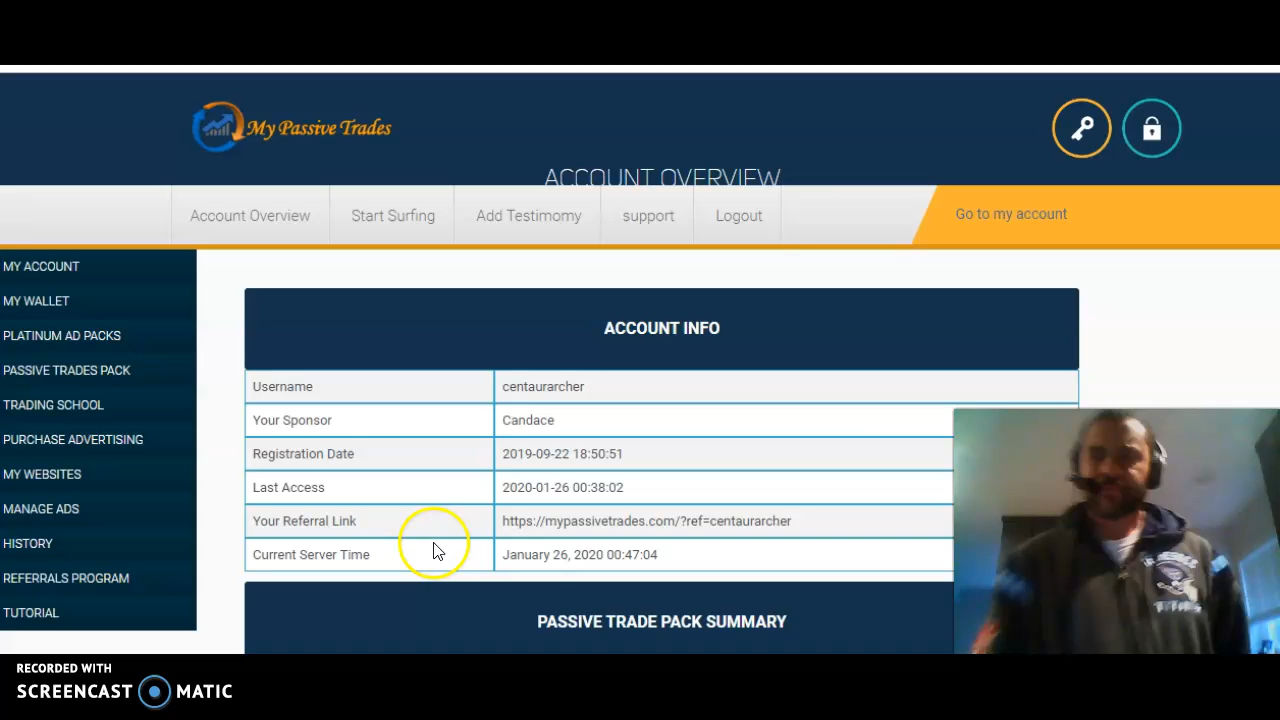 My Passive Trades
ACCOUNT OVERVIEW
Account Overview
Start Surfing
Add Testimomy
support
Logout
Go to my account
MY ACCOUNT
MY WALLET
PLATINUM AD PACKS
PASSIVE TRADES PACK
TRADING SCHOOL
PURCHASE ADVERTISING
MY WEBSITES
MANAGE ADS
HISTORY
REFERRALS PROGRAM
TUTORIAL
ACCOUNT INFO
Username centaurarcher
Your Sponsor Candace
Registration Date 2019-09-22 18:50:51
Last Access 2020-01-26 00:38:02
Your Referral Link https://mypassivetrades.com/?ref=centaurarcher
Current Server Time January 26, 2020 00:47:04
PASSIVE TRADE PACK SUMMARY
RECORDED WITH
SCREENCAST MATIC